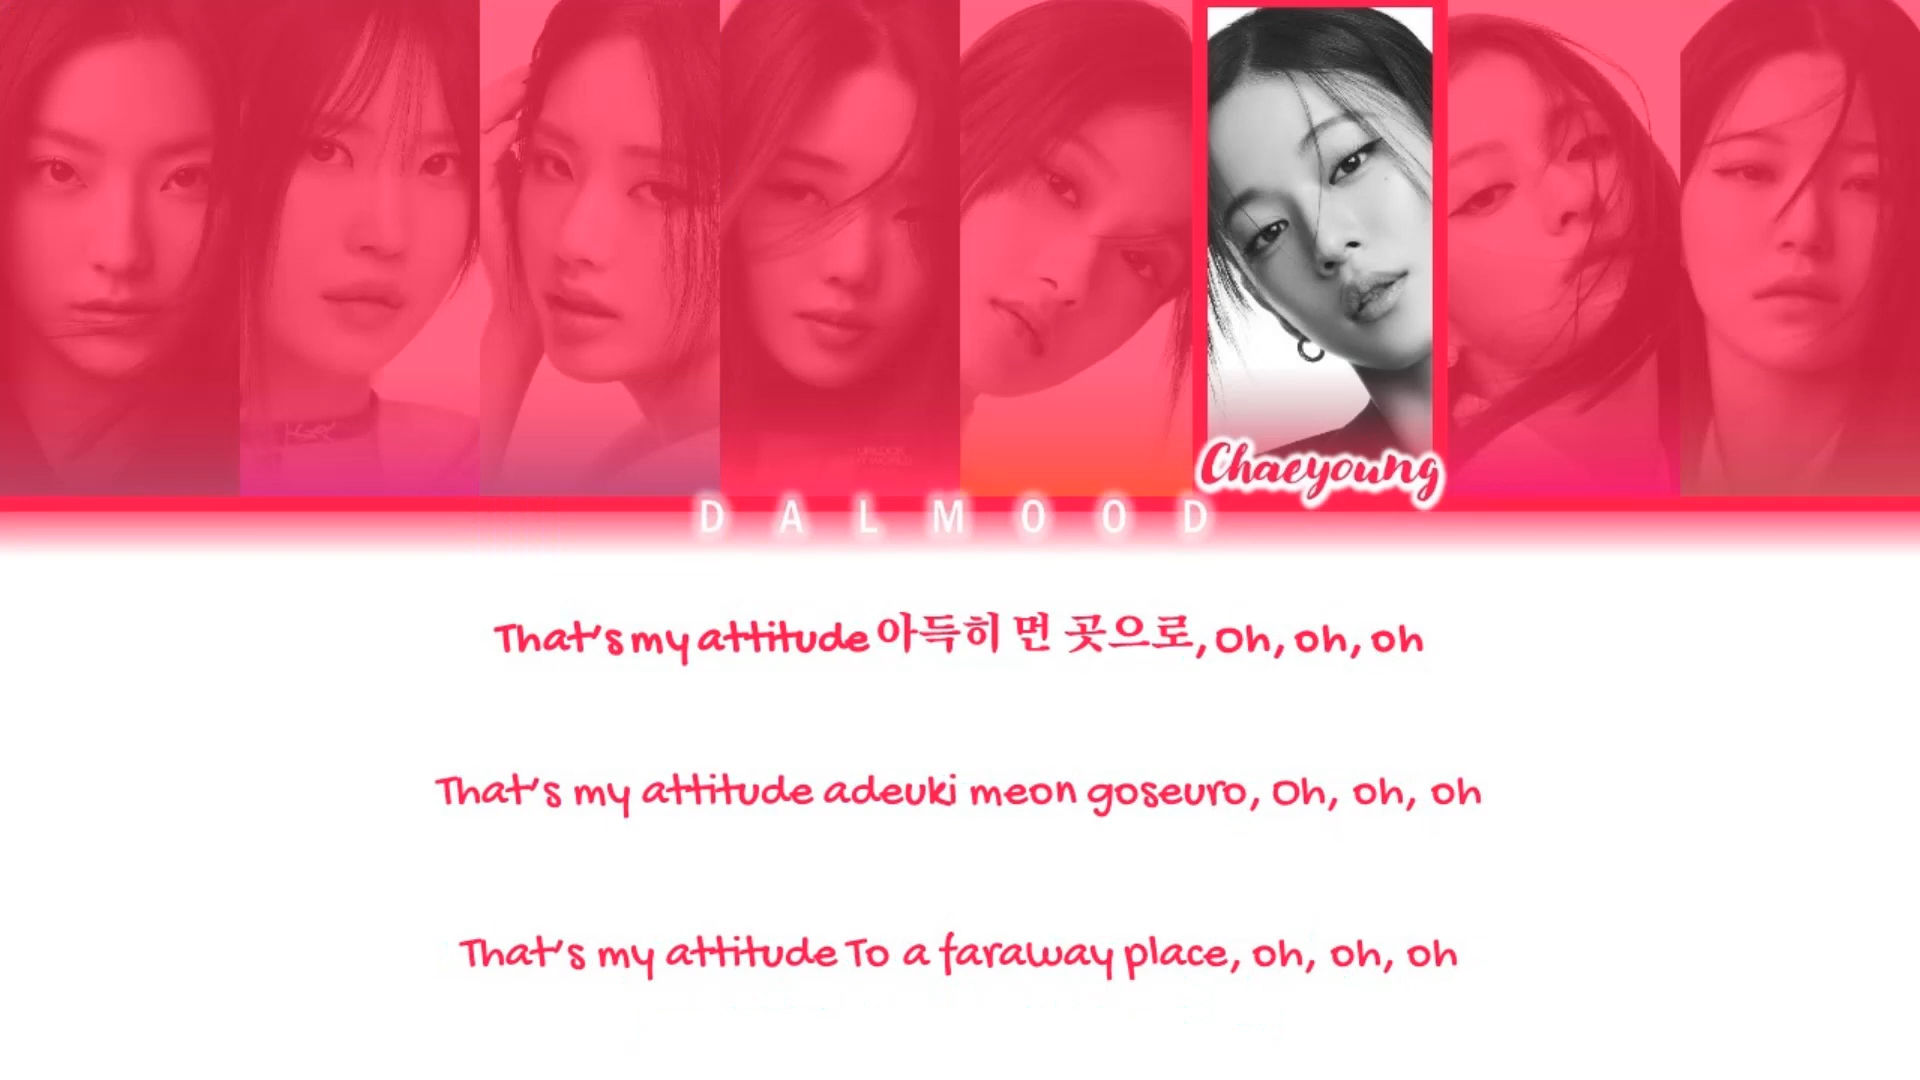 Chaeyoung
DALMOOD
That's my attitude 아득히 먼 곳으로, Oh, oh, oh
That's my attitude adeuki meon goseuro, Oh, oh, oh
That's my attitude To a faraway place, oh, oh, oh